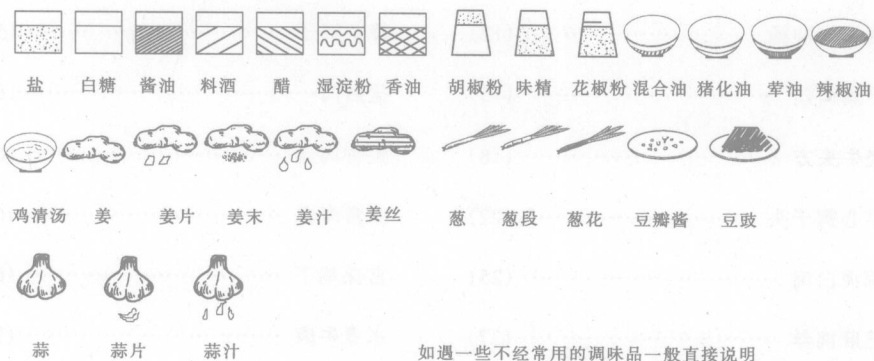 盐 白糖 酱油 料酒 醋 湿淀粉 香油 胡椒粉 味精 花椒粉 混合油 猪化油 荤油 辣椒油
鸡清汤 姜 姜片 姜末 姜汁 姜丝 葱 葱段 葱花 豆瓣酱 豆豉
蒜 蒜片 蒜汁 如遇一些不经常用的调味品一般直接说明